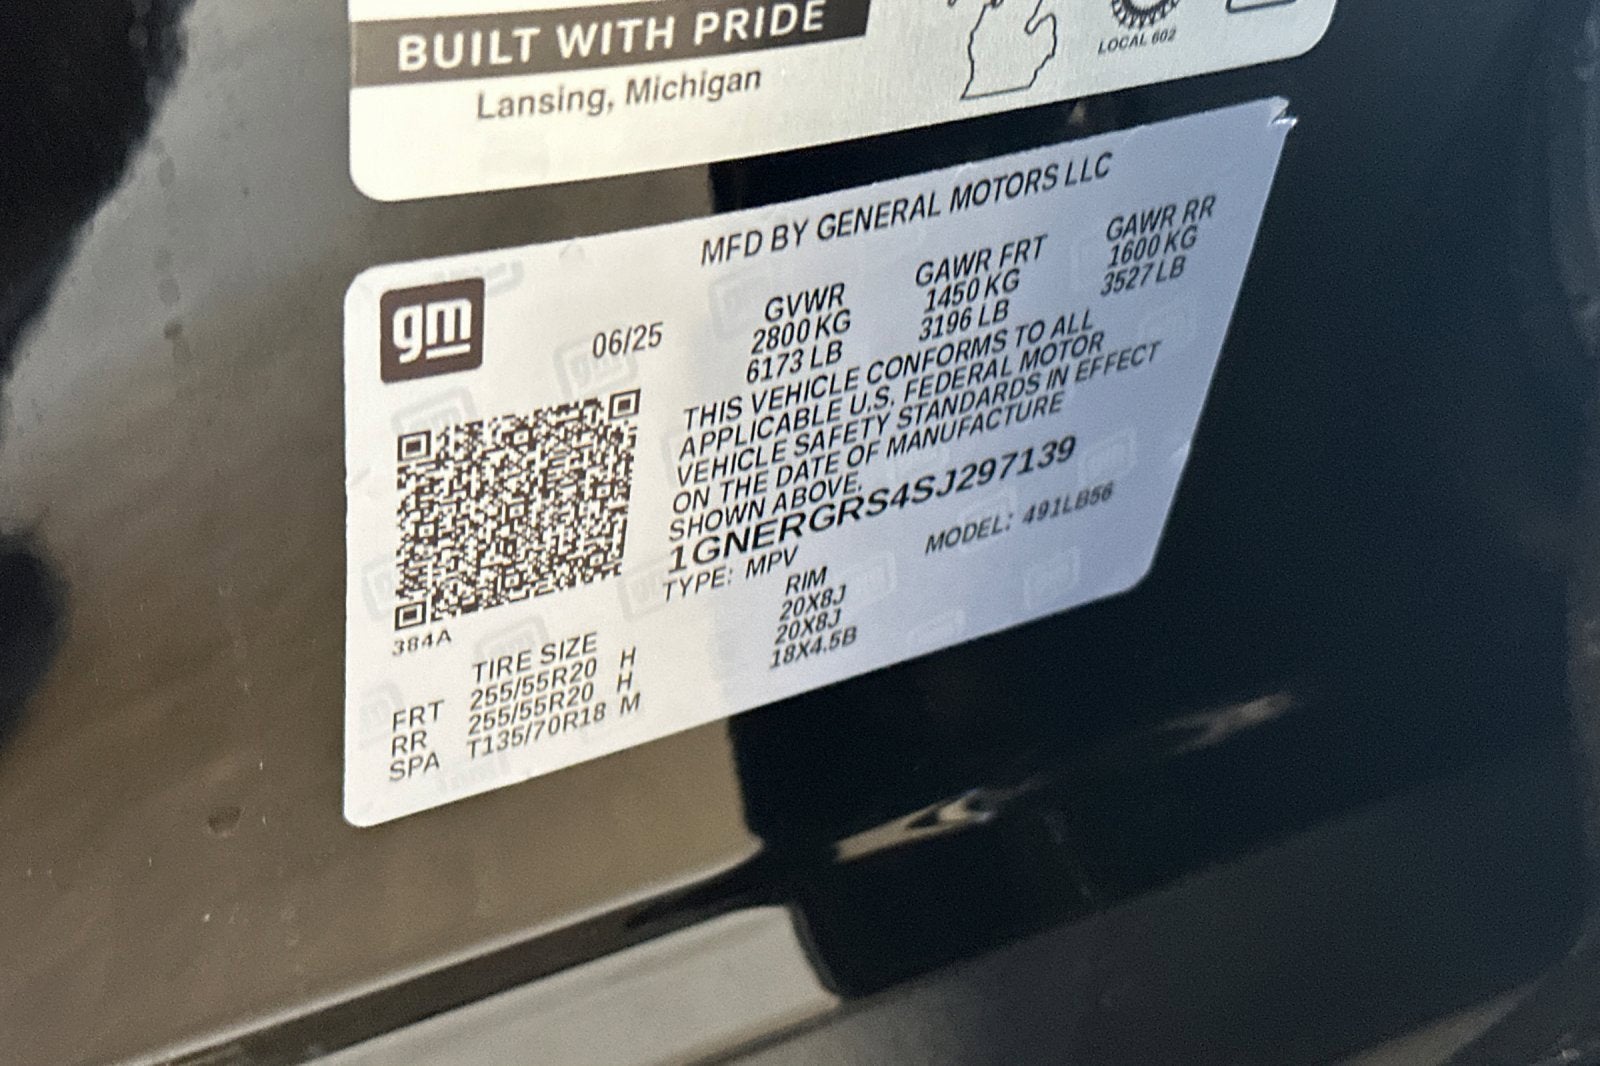 BUILT WITH PRIDE
Lansing, Michigan
LOCAL 602
MFD BY GENERAL MOTORS LLC
gm
06/25
GVWR GAWR FRT GAWR RR
2800 KG 1450 KG 1600 KG
6173 LB 3196 LB 3527 LB
THIS VEHICLE CONFORMS TO ALL
APPLICABLE U.S. FEDERAL MOTOR
VEHICLE SAFETY STANDARDS IN EFFECT
ON THE DATE OF MANUFACTURE
SHOWN ABOVE.
1GNERGRS4SJ297139
TYPE: MPV MODEL: 491LB56
384A
TIRE SIZE RIM
FRT 255/55R20 H 20X8J
RR 255/55R20 H 20X8J
SPA T135/70R18 M 18X4.5B